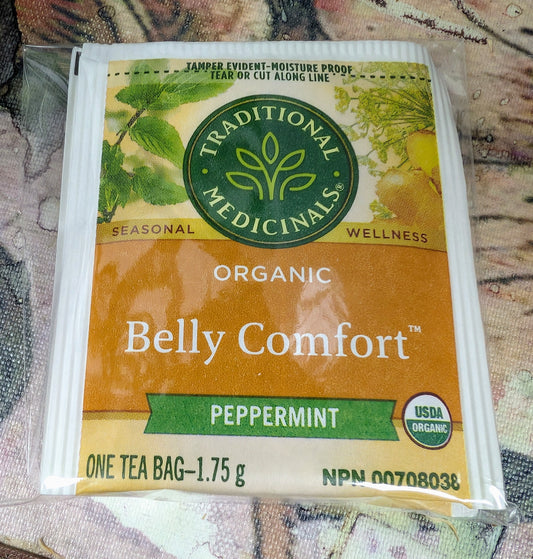 TAMPER EVIDENT-MOISTURE PROOF
TEAR OR CUT ALONG LINE
TRADITIONAL
MEDICINALS®
SEASONAL WELLNESS
ORGANIC
Belly Comfort™
PEPPERMINT
USDA
ORGANIC
ONE TEA BAG–1.75 g NPN 00708038